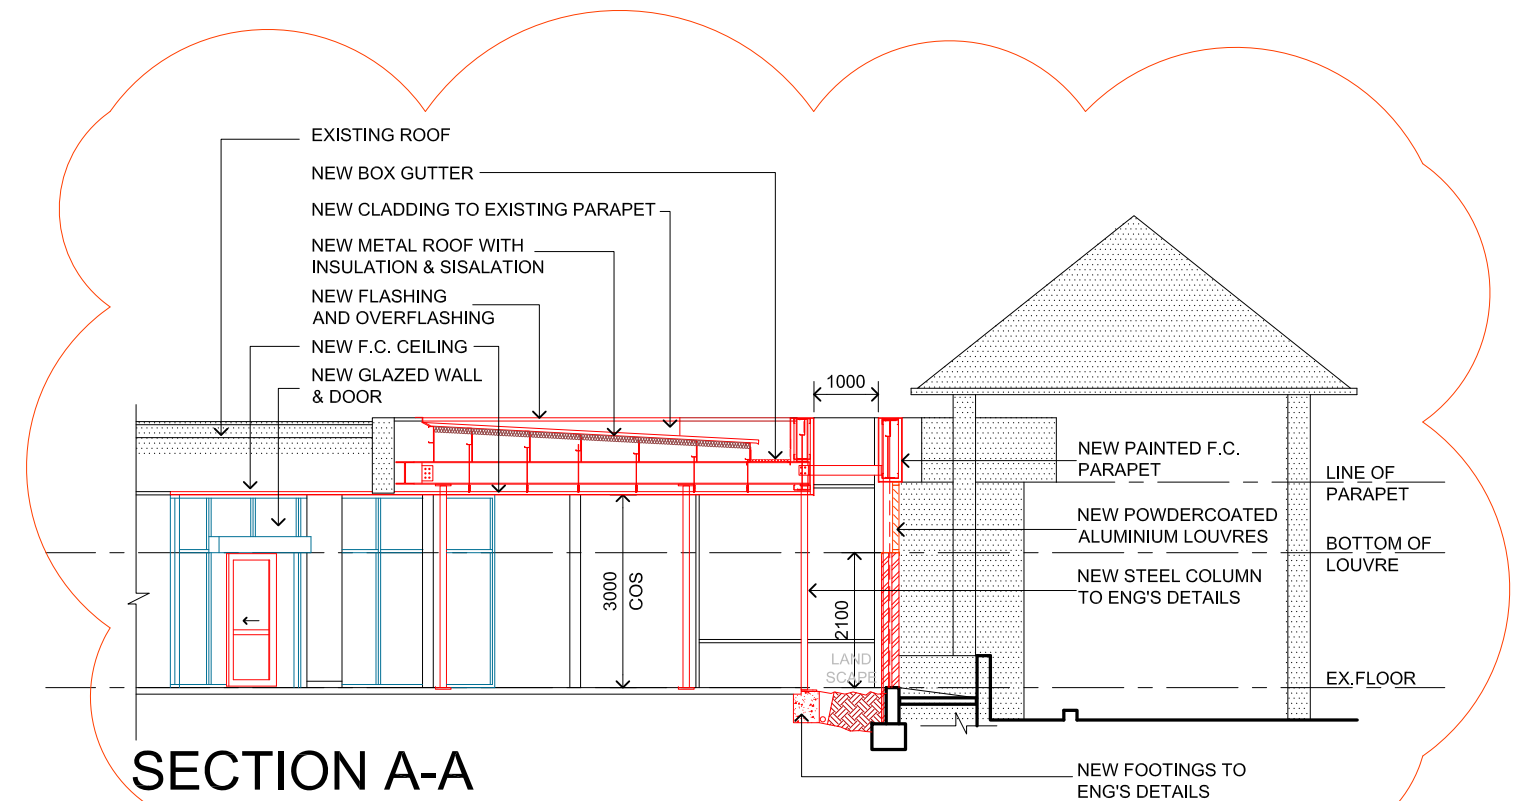 EXISTING ROOF
NEW BOX GUTTER
NEW CLADDING TO EXISTING PARAPET
NEW METAL ROOF WITH
INSULATION & SISALATION
NEW FLASHING
AND OVERFLASHING
NEW F.C. CEILING
NEW GLAZED WALL
& DOOR
1000
NEW PAINTED F.C.
PARAPET
LINE OF
PARAPET
NEW POWDERCOATED
ALUMINIUM LOUVRES
BOTTOM OF
LOUVRE
NEW STEEL COLUMN
TO ENG'S DETAILS
3000
COS
2100
LAND
SCAPE
EX.FLOOR
SECTION A-A
NEW FOOTINGS TO
ENG'S DETAILS